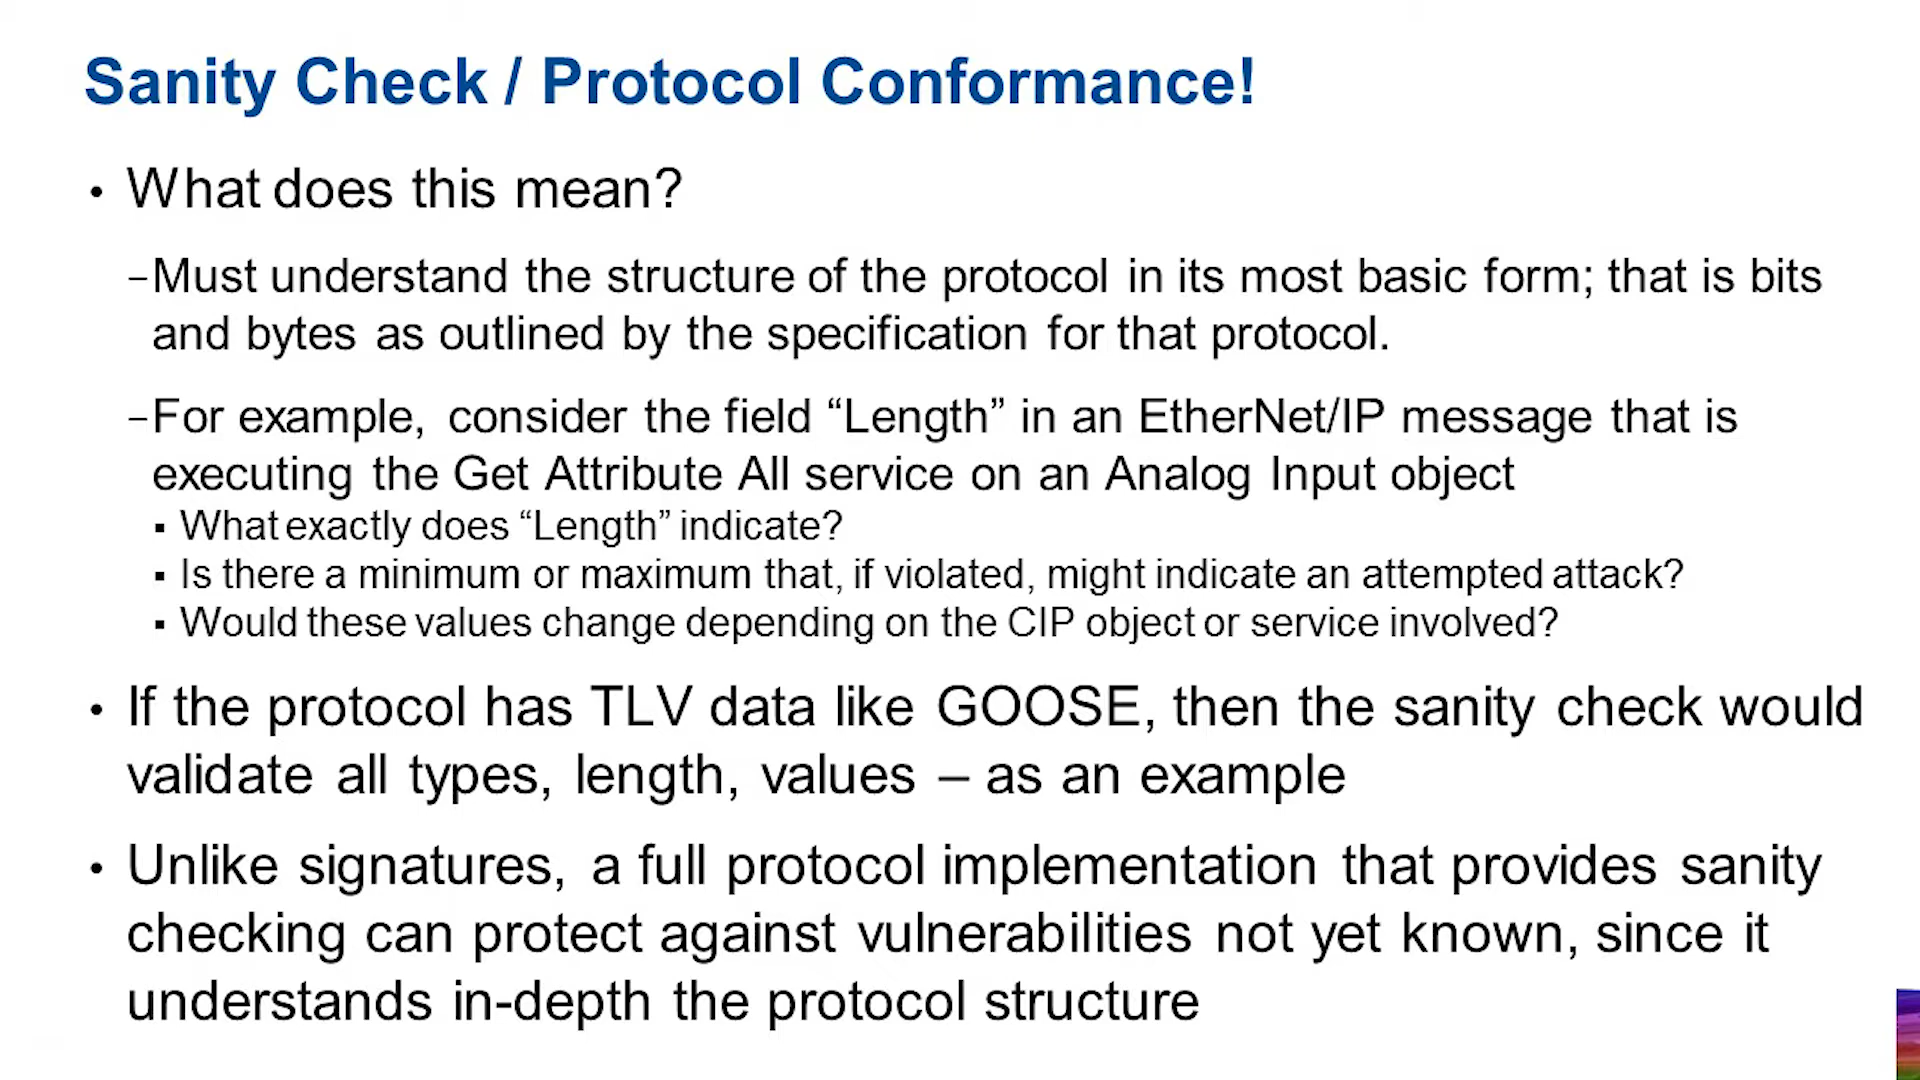 Sanity Check / Protocol Conformance!
• What does this mean?
–Must understand the structure of the protocol in its most basic form; that is bits
and bytes as outlined by the specification for that protocol.
–For example, consider the field “Length” in an EtherNet/IP message that is
executing the Get Attribute All service on an Analog Input object
▪ What exactly does “Length” indicate?
▪ Is there a minimum or maximum that, if violated, might indicate an attempted attack?
▪ Would these values change depending on the CIP object or service involved?
• If the protocol has TLV data like GOOSE, then the sanity check would
validate all types, length, values – as an example
• Unlike signatures, a full protocol implementation that provides sanity
checking can protect against vulnerabilities not yet known, since it
understands in-depth the protocol structure